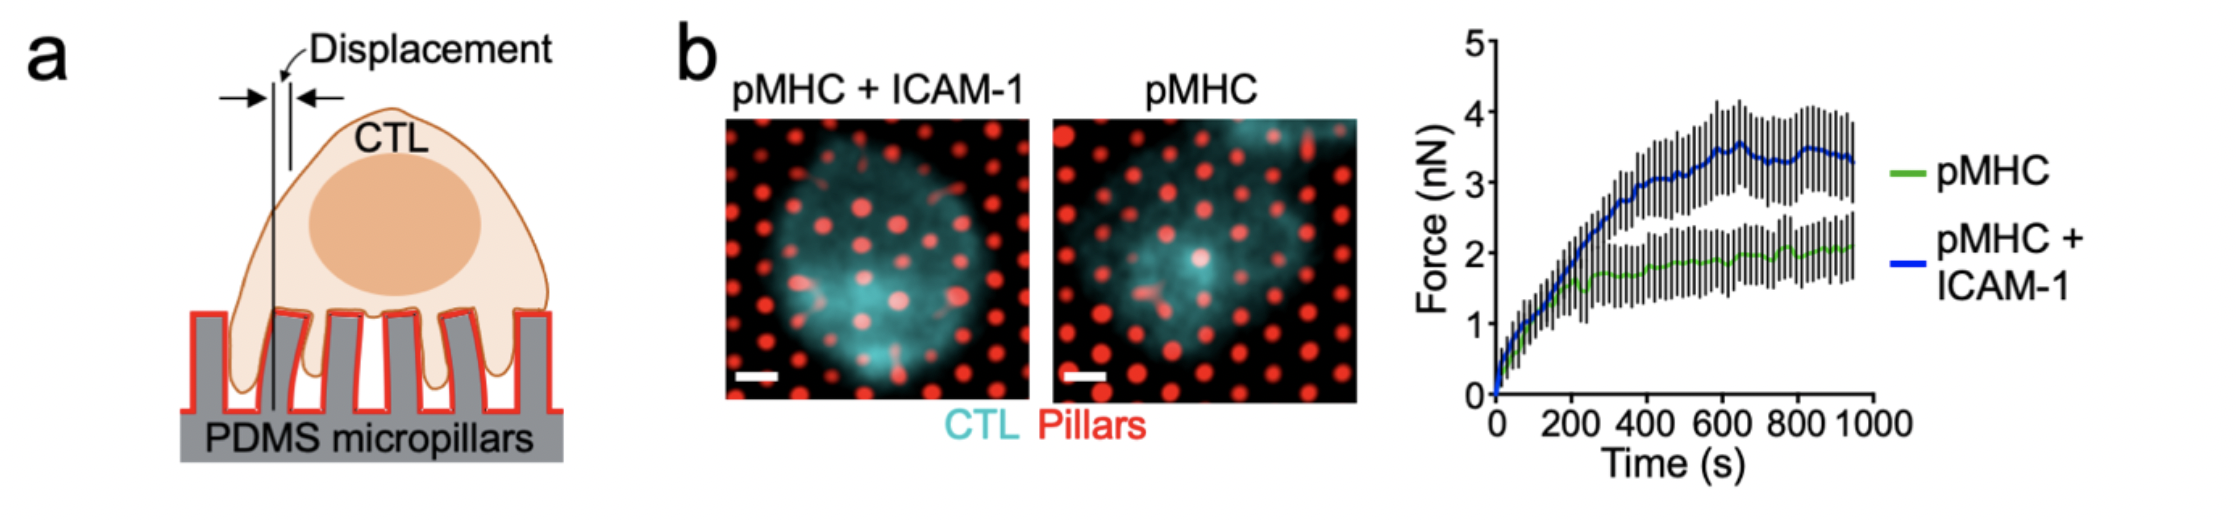 a
Displacement
CTL
PDMS micropillars
b
pMHC + ICAM-1
pMHC
CTL Pillars
Force (nN)
5
4
3
2
1
0
0 200 400 600 800 1000
Time (s)
pMHC
pMHC +
ICAM-1